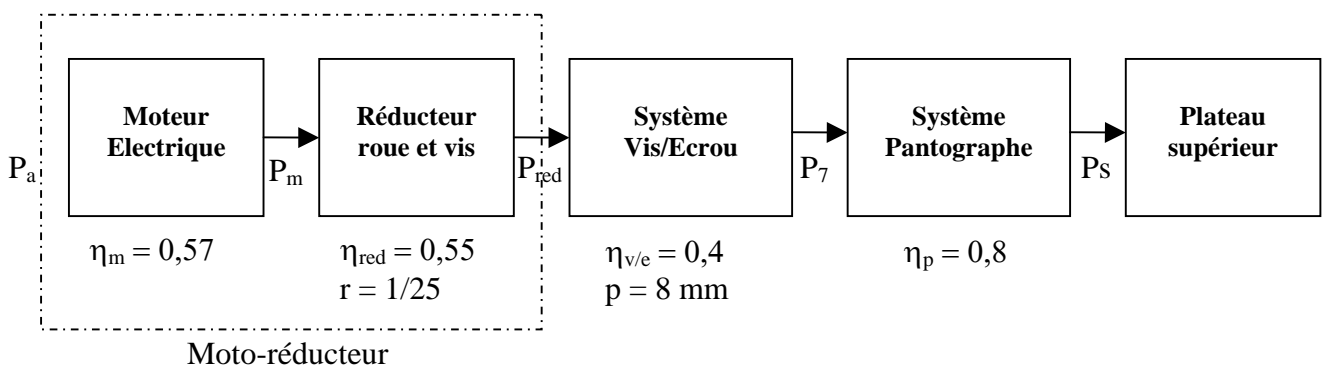 Moteur
Electrique
Réducteur
roue et vis
Système
Vis/Ecrou
Système
Pantographe
Plateau
supérieur
Pa
Pm
Pred
P7
Ps
ηm = 0,57
ηred = 0,55
r = 1/25
ηv/e = 0,4
p = 8 mm
ηp = 0,8
Moto-réducteur